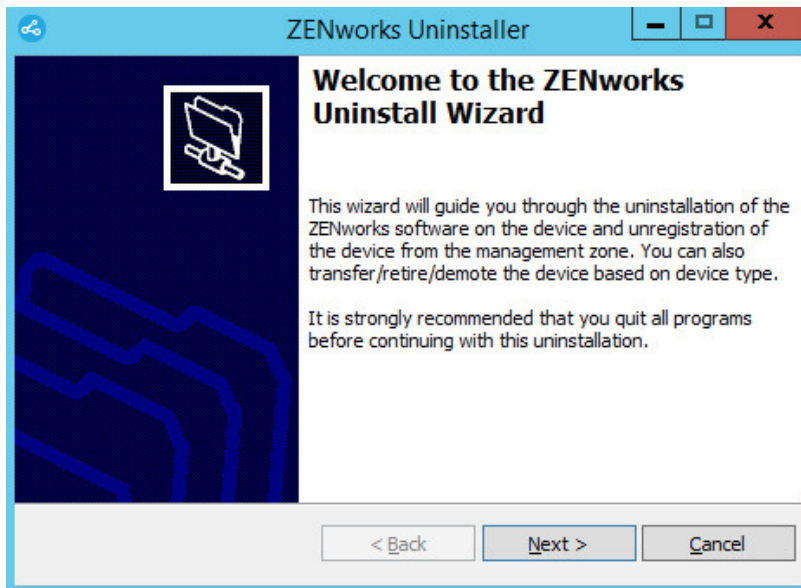 ZENworks Uninstaller
Welcome to the ZENworks
Uninstall Wizard
This wizard will guide you through the uninstallation of the
ZENworks software on the device and unregistration of
the device from the management zone. You can also
transfer/retire/demote the device based on device type.
It is strongly recommended that you quit all programs
before continuing with this uninstallation.
< Back
Next >
Cancel